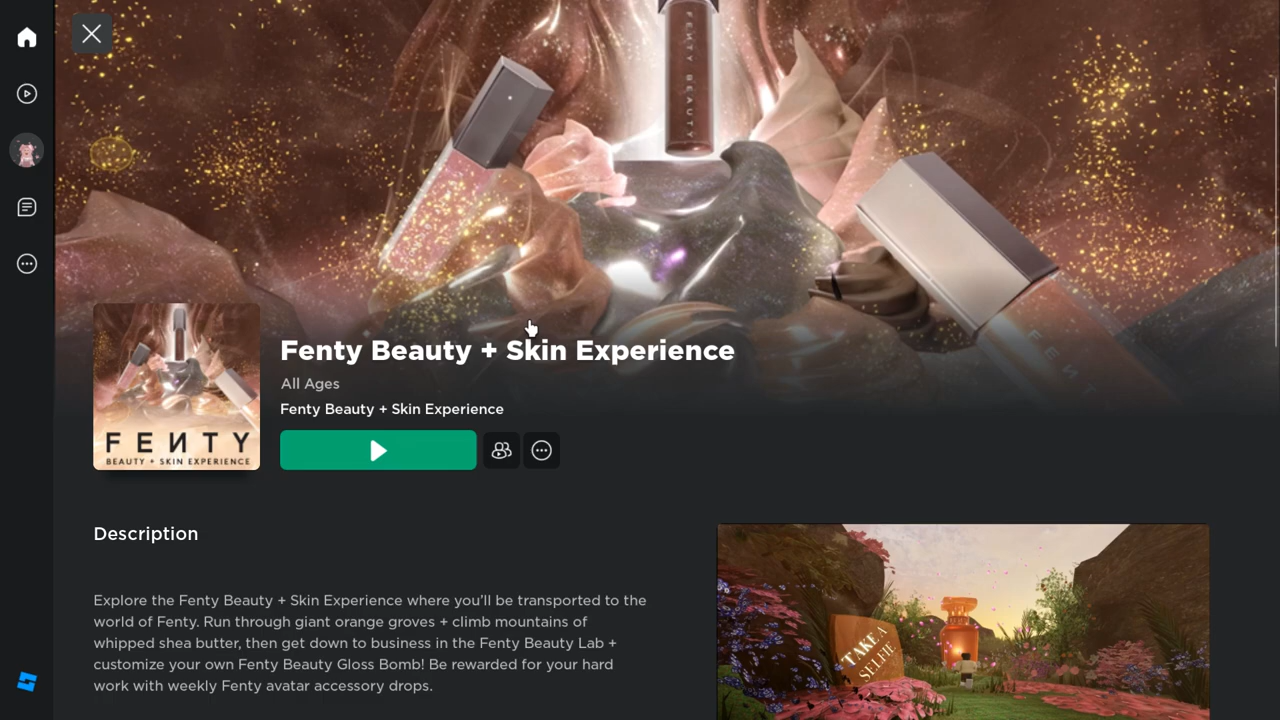 FENTY BEAUTY
FENTY
FENTY
BEAUTY + SKIN EXPERIENCE
Fenty Beauty + Skin Experience
All Ages
Fenty Beauty + Skin Experience
Description
Explore the Fenty Beauty + Skin Experience where you’ll be transported to the
world of Fenty. Run through giant orange groves + climb mountains of
whipped shea butter, then get down to business in the Fenty Beauty Lab +
customize your own Fenty Beauty Gloss Bomb! Be rewarded for your hard
work with weekly Fenty avatar accessory drops.
TAKE A
SELFIE